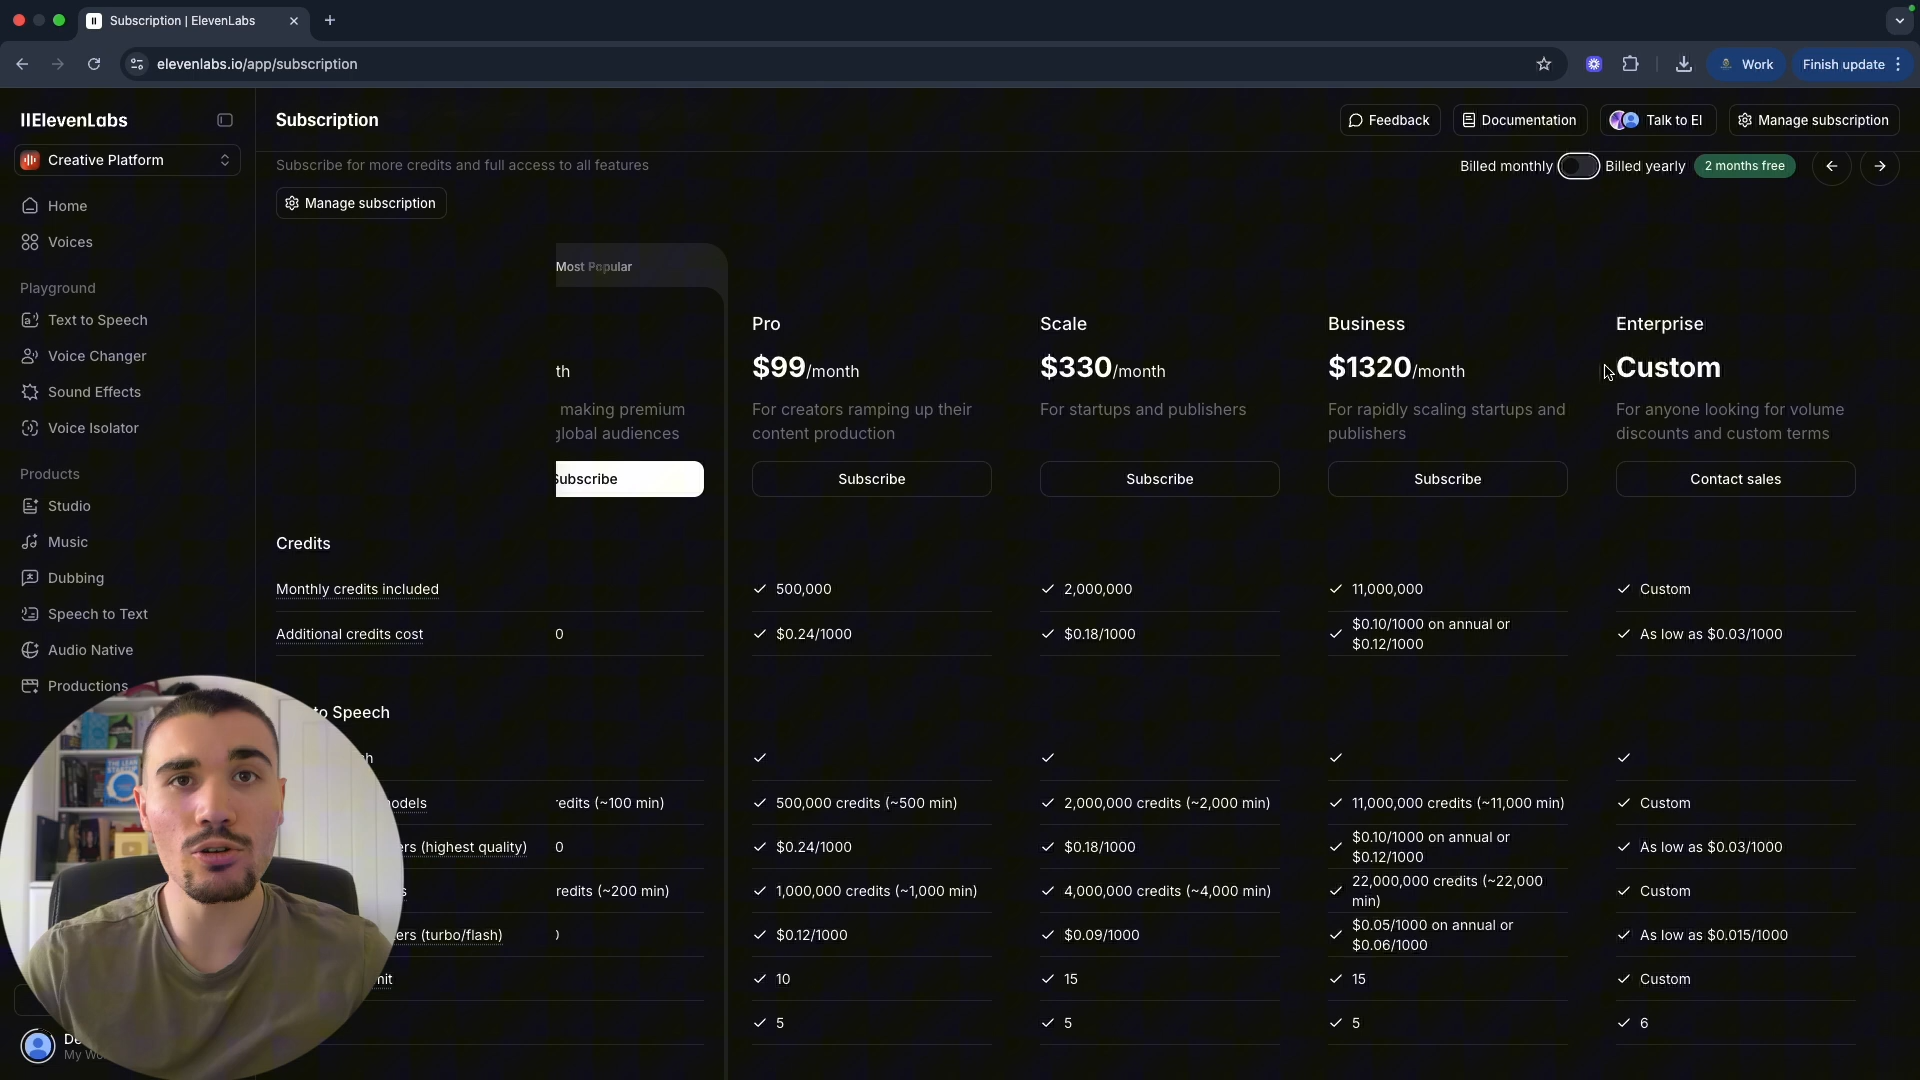 Subscription | ElevenLabs
elevenlabs.io/app/subscription
Work
Finish update
IIElevenLabs
Subscription
Feedback
Documentation
Talk to El
Manage subscription
Creative Platform
Subscribe for more credits and full access to all features
Billed monthly
Billed yearly
2 months free
Manage subscription
Home
Voices
Playground
Text to Speech
Voice Changer
Sound Effects
Voice Isolator
Products
Studio
Music
Dubbing
Speech to Text
Audio Native
Productions
Most Popular
Pro
Scale
Business
Enterprise
th
$99/month
$330/month
$1320/month
Custom
making premium
global audiences
For creators ramping up their
content production
For startups and publishers
For rapidly scaling startups and
publishers
For anyone looking for volume
discounts and custom terms
Subscribe
Subscribe
Subscribe
Subscribe
Contact sales
Credits
Monthly credits included
500,000
2,000,000
11,000,000
Custom
Additional credits cost
0
$0.24/1000
$0.18/1000
$0.10/1000 on annual or
$0.12/1000
As low as $0.03/1000
to Speech
h
odels
redits (~100 min)
500,000 credits (~500 min)
2,000,000 credits (~2,000 min)
11,000,000 credits (~11,000 min)
Custom
ers (highest quality)
0
$0.24/1000
$0.18/1000
$0.10/1000 on annual or
$0.12/1000
As low as $0.03/1000
s
redits (~200 min)
1,000,000 credits (~1,000 min)
4,000,000 credits (~4,000 min)
22,000,000 credits (~22,000
min)
Custom
ers (turbo/flash)
$0.12/1000
$0.09/1000
$0.05/1000 on annual or
$0.06/1000
As low as $0.015/1000
mit
10
15
15
Custom
5
5
5
6
De
My Wo